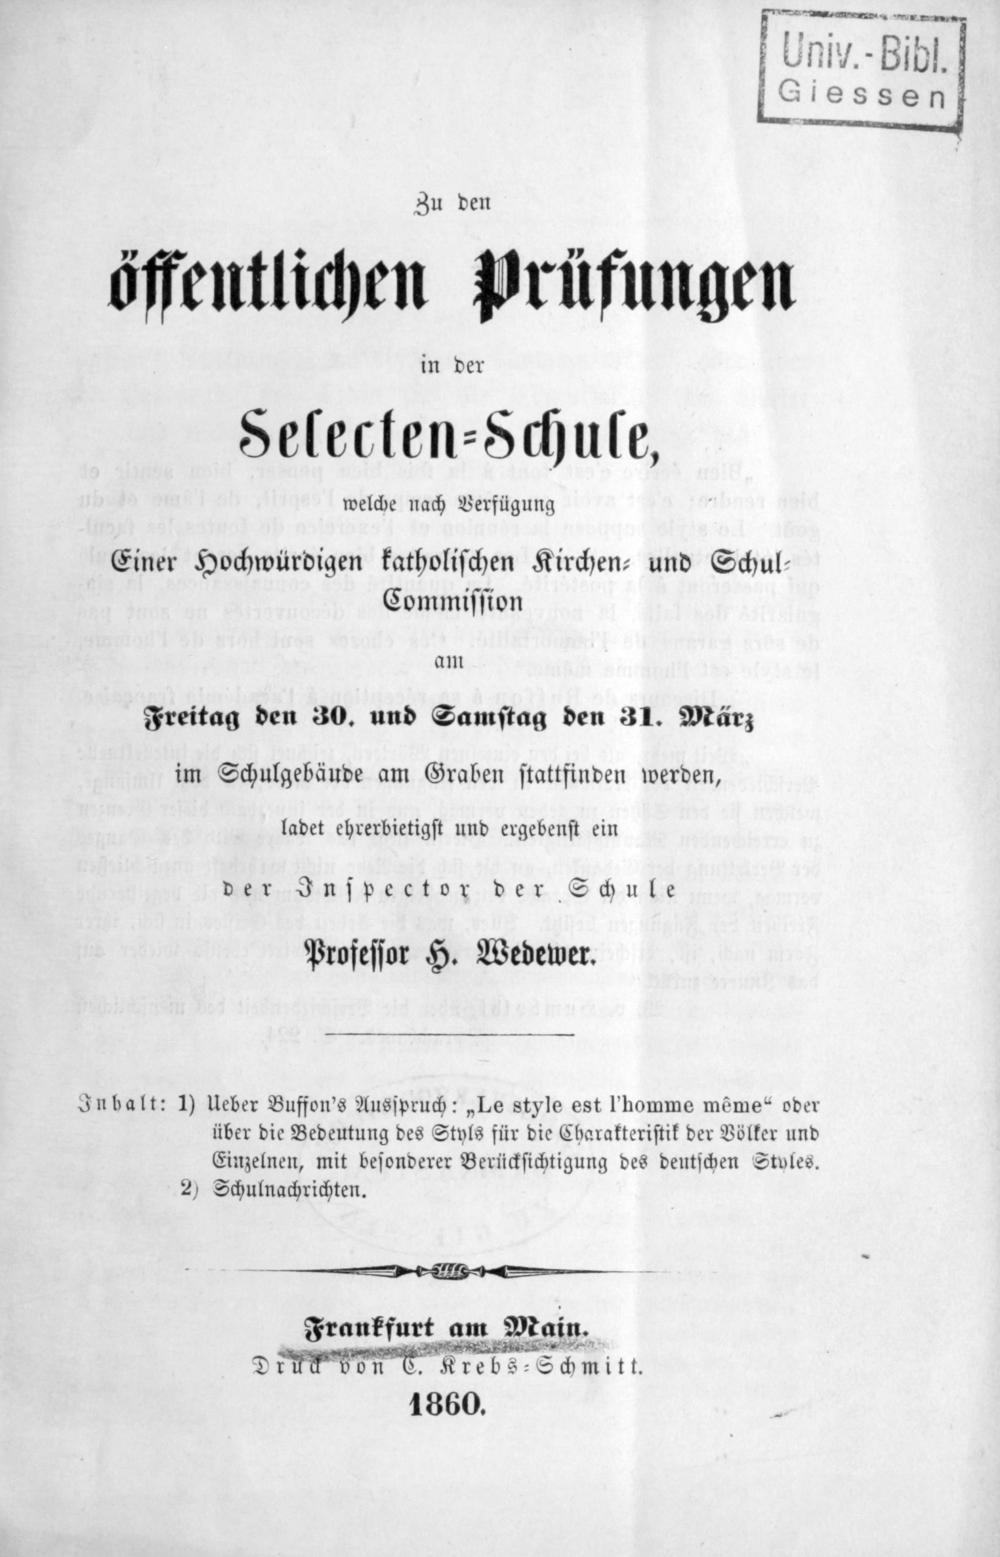 Univ.-Bibl.
Giessen
Zu den
öffentlichen Prüfungen
in der
Selecten-Schule,
welche nach Verfügung
Einer Hochwürdigen katholischen Kirchen- und Schul-
Commission
am
Freitag den 30. und Samstag den 31. März
im Schulgebäude am Graben stattfinden werden,
ladet ehrerbietigst und ergebenst ein
der Inspector der Schule
Professor H. Wedewer.
Inhalt: 1) Ueber Buffon's Ausspruch: „Le style est l'homme même“ oder
über die Bedeutung des Styls für die Charakteristik der Völker und
Einzelnen, mit besonderer Berücksichtigung des deutschen Styles.
2) Schulnachrichten.
Frankfurt am Main.
Druck von C. Krebs-Schmitt.
1860.